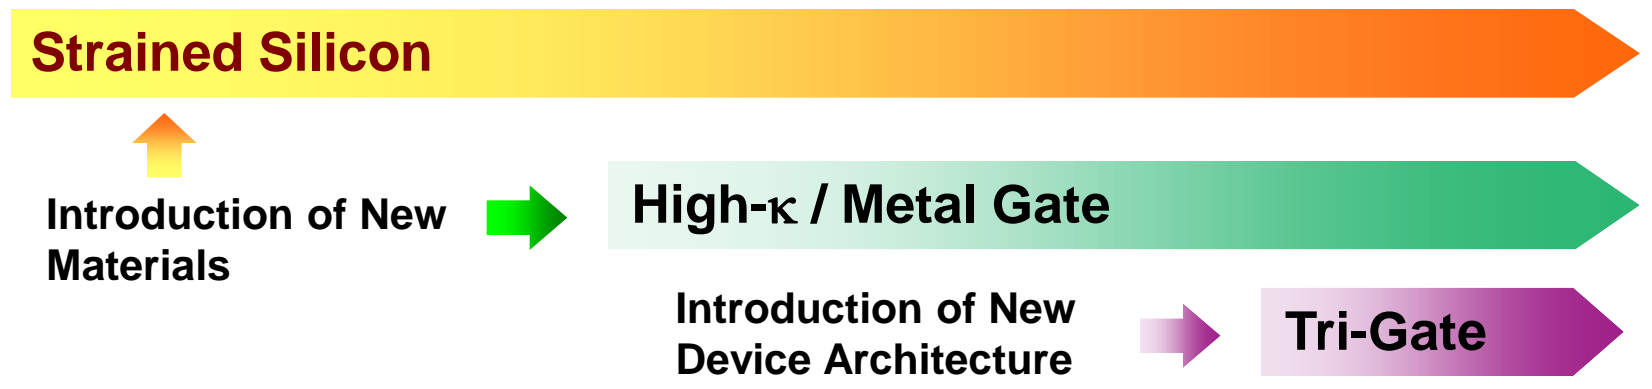 Strained Silicon
Introduction of New
Materials
High-κ / Metal Gate
Introduction of New
Device Architecture
Tri-Gate